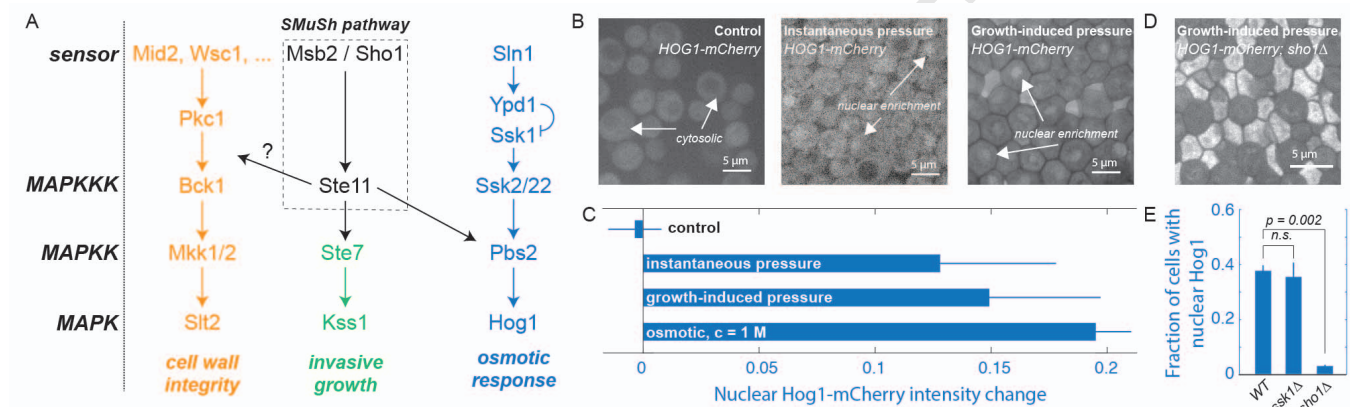 A
SMuSh pathway
sensor
Mid2, Wsc1, ...
Msb2 / Sho1
Sln1
Ypd1
Pkc1
Ssk1
?
MAPKKK
Bck1
Ste11
Ssk2/22
MAPKK
Mkk1/2
Ste7
Pbs2
MAPK
Slt2
Kss1
Hog1
cell wall
integrity
invasive
growth
osmotic
response
B
Control
HOG1-mCherry
cytosolic
5 µm
Instantaneous pressure
HOG1-mCherry
nuclear enrichment
5 µm
Growth-induced pressure
HOG1-mCherry
nuclear enrichment
5 µm
C
control
instantaneous pressure
growth-induced pressure
osmotic, c = 1 M
0
0.05
0.1
0.15
0.2
Nuclear Hog1-mCherry intensity change
D
Growth-induced pressure
HOG1-mCherry; sho1Δ
5 µm
E
Fraction of cells with
nuclear Hog1
0.6
0.4
0.2
0
p = 0.002
n.s.
WT
ssk1Δ
sho1Δ